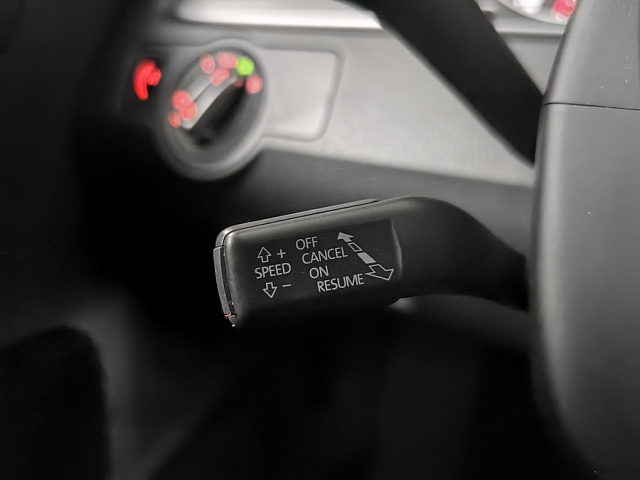 + OFF
SPEED CANCEL
- ON
RESUME